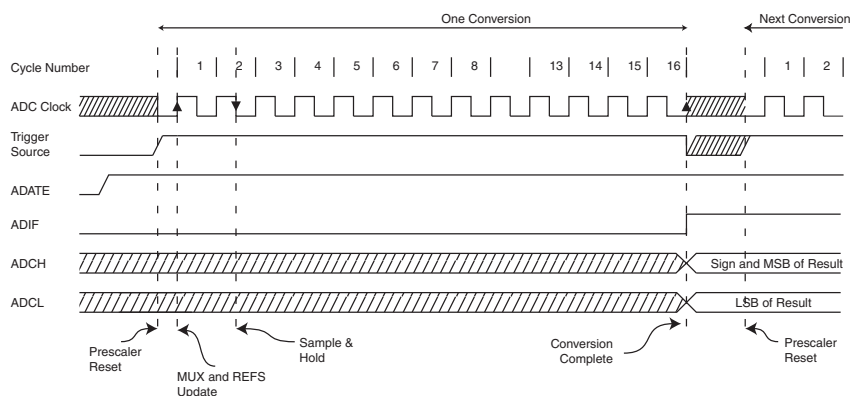 One Conversion
Next Conversion
Cycle Number 1 2 3 4 5 6 7 8 13 14 15 16 1 2
ADC Clock
Trigger
Source
ADATE
ADIF
ADCH
Sign and MSB of Result
ADCL
LSB of Result
Prescaler
Reset
MUX and REFS
Update
Sample &
Hold
Conversion
Complete
Prescaler
Reset